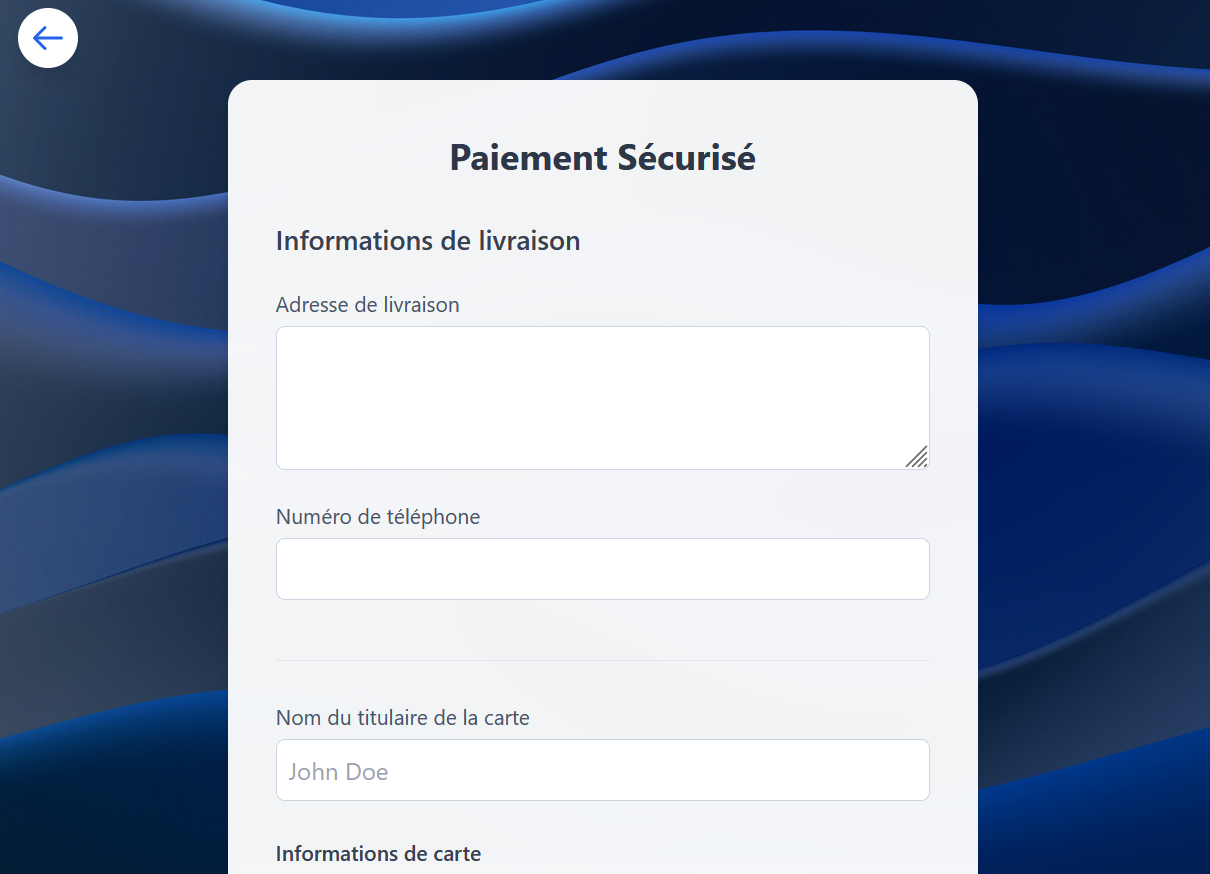 Paiement Sécurisé
Informations de livraison
Adresse de livraison
Numéro de téléphone
Nom du titulaire de la carte
John Doe
Informations de carte